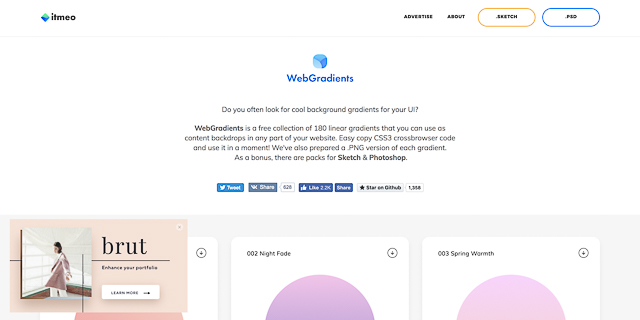 itmeo
ADVERTISE
ABOUT
.SKETCH
.PSD
WebGradients
Do you often look for cool background gradients for your UI?
WebGradients is a free collection of 180 linear gradients that you can use as
content backdrops in any part of your website. Easy copy CSS3 crossbrowser code
and use it in a moment! We've also prepared a .PNG version of each gradient.
As a bonus, there are packs for Sketch & Photoshop.
Tweet
Share
628
Like 2.2K
Share
Star on Github
1,358
brut
Enhance your portfolio
LEARN MORE
002 Night Fade
003 Spring Warmth